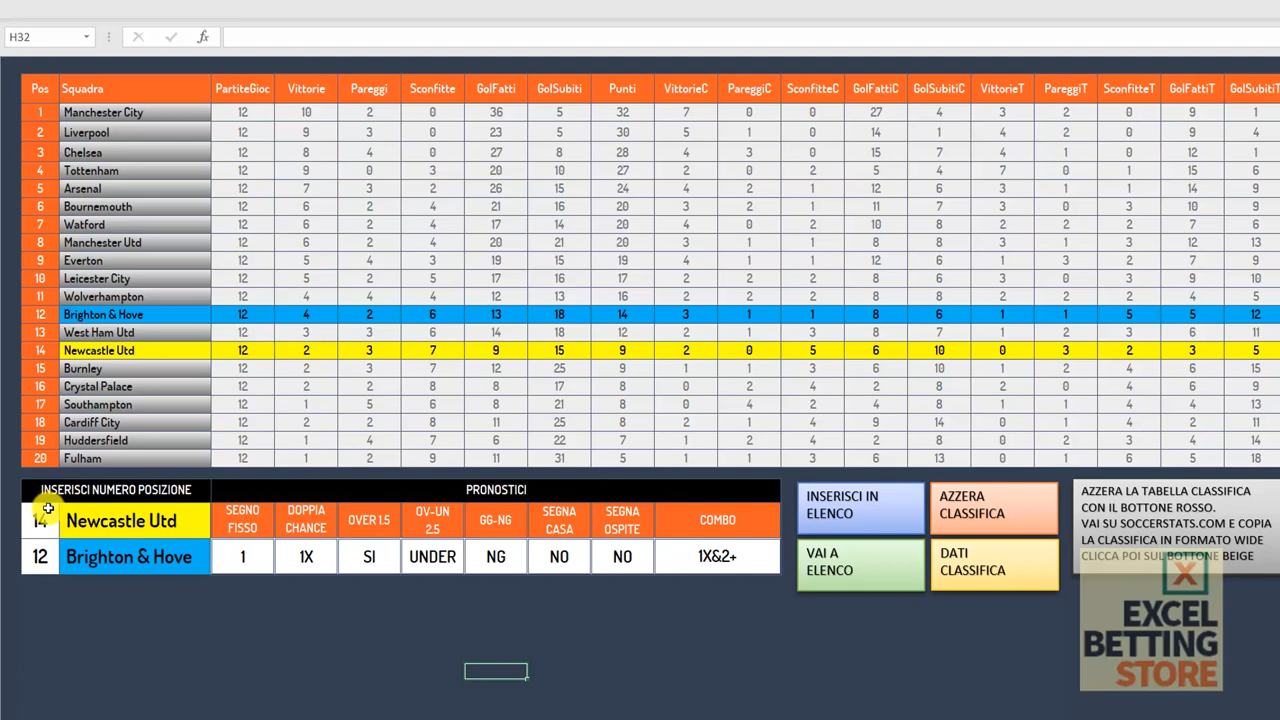 H32
fx
Pos Squadra PartiteGioc Vittorie Pareggi Sconfitte GolFatti GolSubiti Punti VittorieC PareggiC SconfitteC GolFattiC GolSubitiC VittorieT PareggiT SconfitteT GolFattiT GolSubitiT
1 Manchester City 12 10 2 0 36 5 32 7 0 0 27 4 3 2 0 9 1
2 Liverpool 12 9 3 0 23 5 30 5 1 0 14 1 4 2 0 9 4
3 Chelsea 12 8 4 0 27 8 28 4 3 0 15 7 4 1 0 12 1
4 Tottenham 12 9 0 3 20 10 27 2 0 2 5 4 7 0 1 15 6
5 Arsenal 12 7 3 2 26 15 24 4 2 1 12 6 3 1 1 14 9
6 Bournemouth 12 6 2 4 21 16 20 3 2 1 11 7 3 0 3 10 9
7 Watford 12 6 2 4 17 14 20 4 0 2 10 8 2 2 2 7 6
8 Manchester Utd 12 6 2 4 20 21 20 3 1 1 8 8 3 1 3 12 13
9 Everton 12 5 4 3 19 15 19 4 1 1 12 6 1 3 2 7 9
10 Leicester City 12 5 2 5 16 16 17 2 2 2 8 6 3 0 3 9 10
11 Wolverhampton 12 4 4 4 12 13 16 2 2 2 8 8 2 2 2 4 5
12 Brighton & Hove 12 4 2 6 13 18 14 3 1 1 8 6 1 1 5 5 12
13 West Ham Utd 12 3 3 6 14 18 12 2 1 3 8 7 1 2 3 6 11
14 Newcastle Utd 12 2 3 7 9 15 9 2 0 5 6 10 0 3 2 3 5
15 Burnley 12 2 3 7 12 25 9 1 1 3 6 10 1 2 4 6 15
16 Crystal Palace 12 2 2 8 8 17 8 0 2 4 2 8 2 0 4 6 9
17 Southampton 12 1 5 6 8 21 8 0 4 2 4 8 1 1 4 4 13
18 Cardiff City 12 2 2 8 11 25 8 2 1 4 9 14 0 1 4 2 11
19 Huddersfield 12 1 4 7 6 22 7 1 2 4 2 8 0 2 3 4 14
20 Fulham 12 1 2 9 11 31 5 1 1 3 6 13 0 1 6 5 18
INSERISCI NUMERO POSIZIONE PRONOSTICI
SEGNO FISSO DOPPIA CHANCE OVER 1.5 OV-UN 2.5 GG-NG SEGNA CASA SEGNA OSPITE COMBO
14 Newcastle Utd
12 Brighton & Hove 1 1X SI UNDER NG NO NO 1X&2+
INSERISCI IN
ELENCO
AZZERA
CLASSIFICA
VAI A
ELENCO
DATI
CLASSIFICA
AZZERA LA TABELLA CLASSIFICA
CON IL BOTTONE ROSSO.
VAI SU SOCCERSTATS.COM E COPIA
LA CLASSIFICA IN FORMATO WIDE
CLICCA POI SUL BOTTONE BEIGE
X
EXCEL
BETTING
STORE